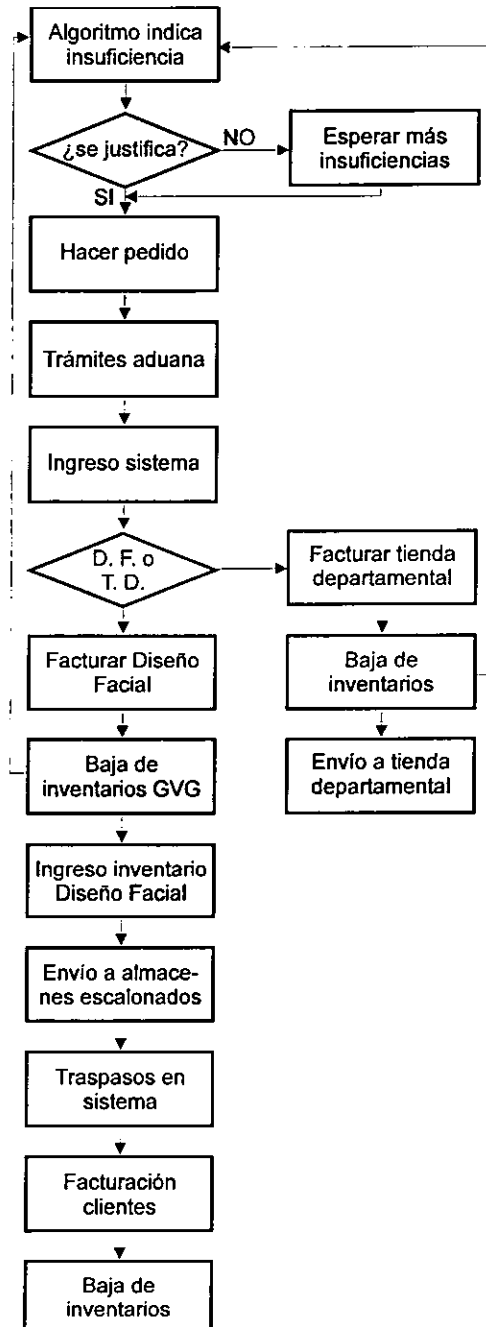 Algoritmo indica
insuficiencia
¿se justifica?
NO
Esperar más
insuficiencias
SI
Hacer pedido
Trámites aduana
Ingreso sistema
D. F. o
T. D.
Facturar tienda
departamental
Facturar Diseño
Facial
Baja de
inventarios
Baja de
inventarios GVG
Envío a tienda
departamental
Ingreso inventario
Diseño Facial
Envío a almace-
nes escalonados
Traspasos en
sistema
Facturación
clientes
Baja de
inventarios